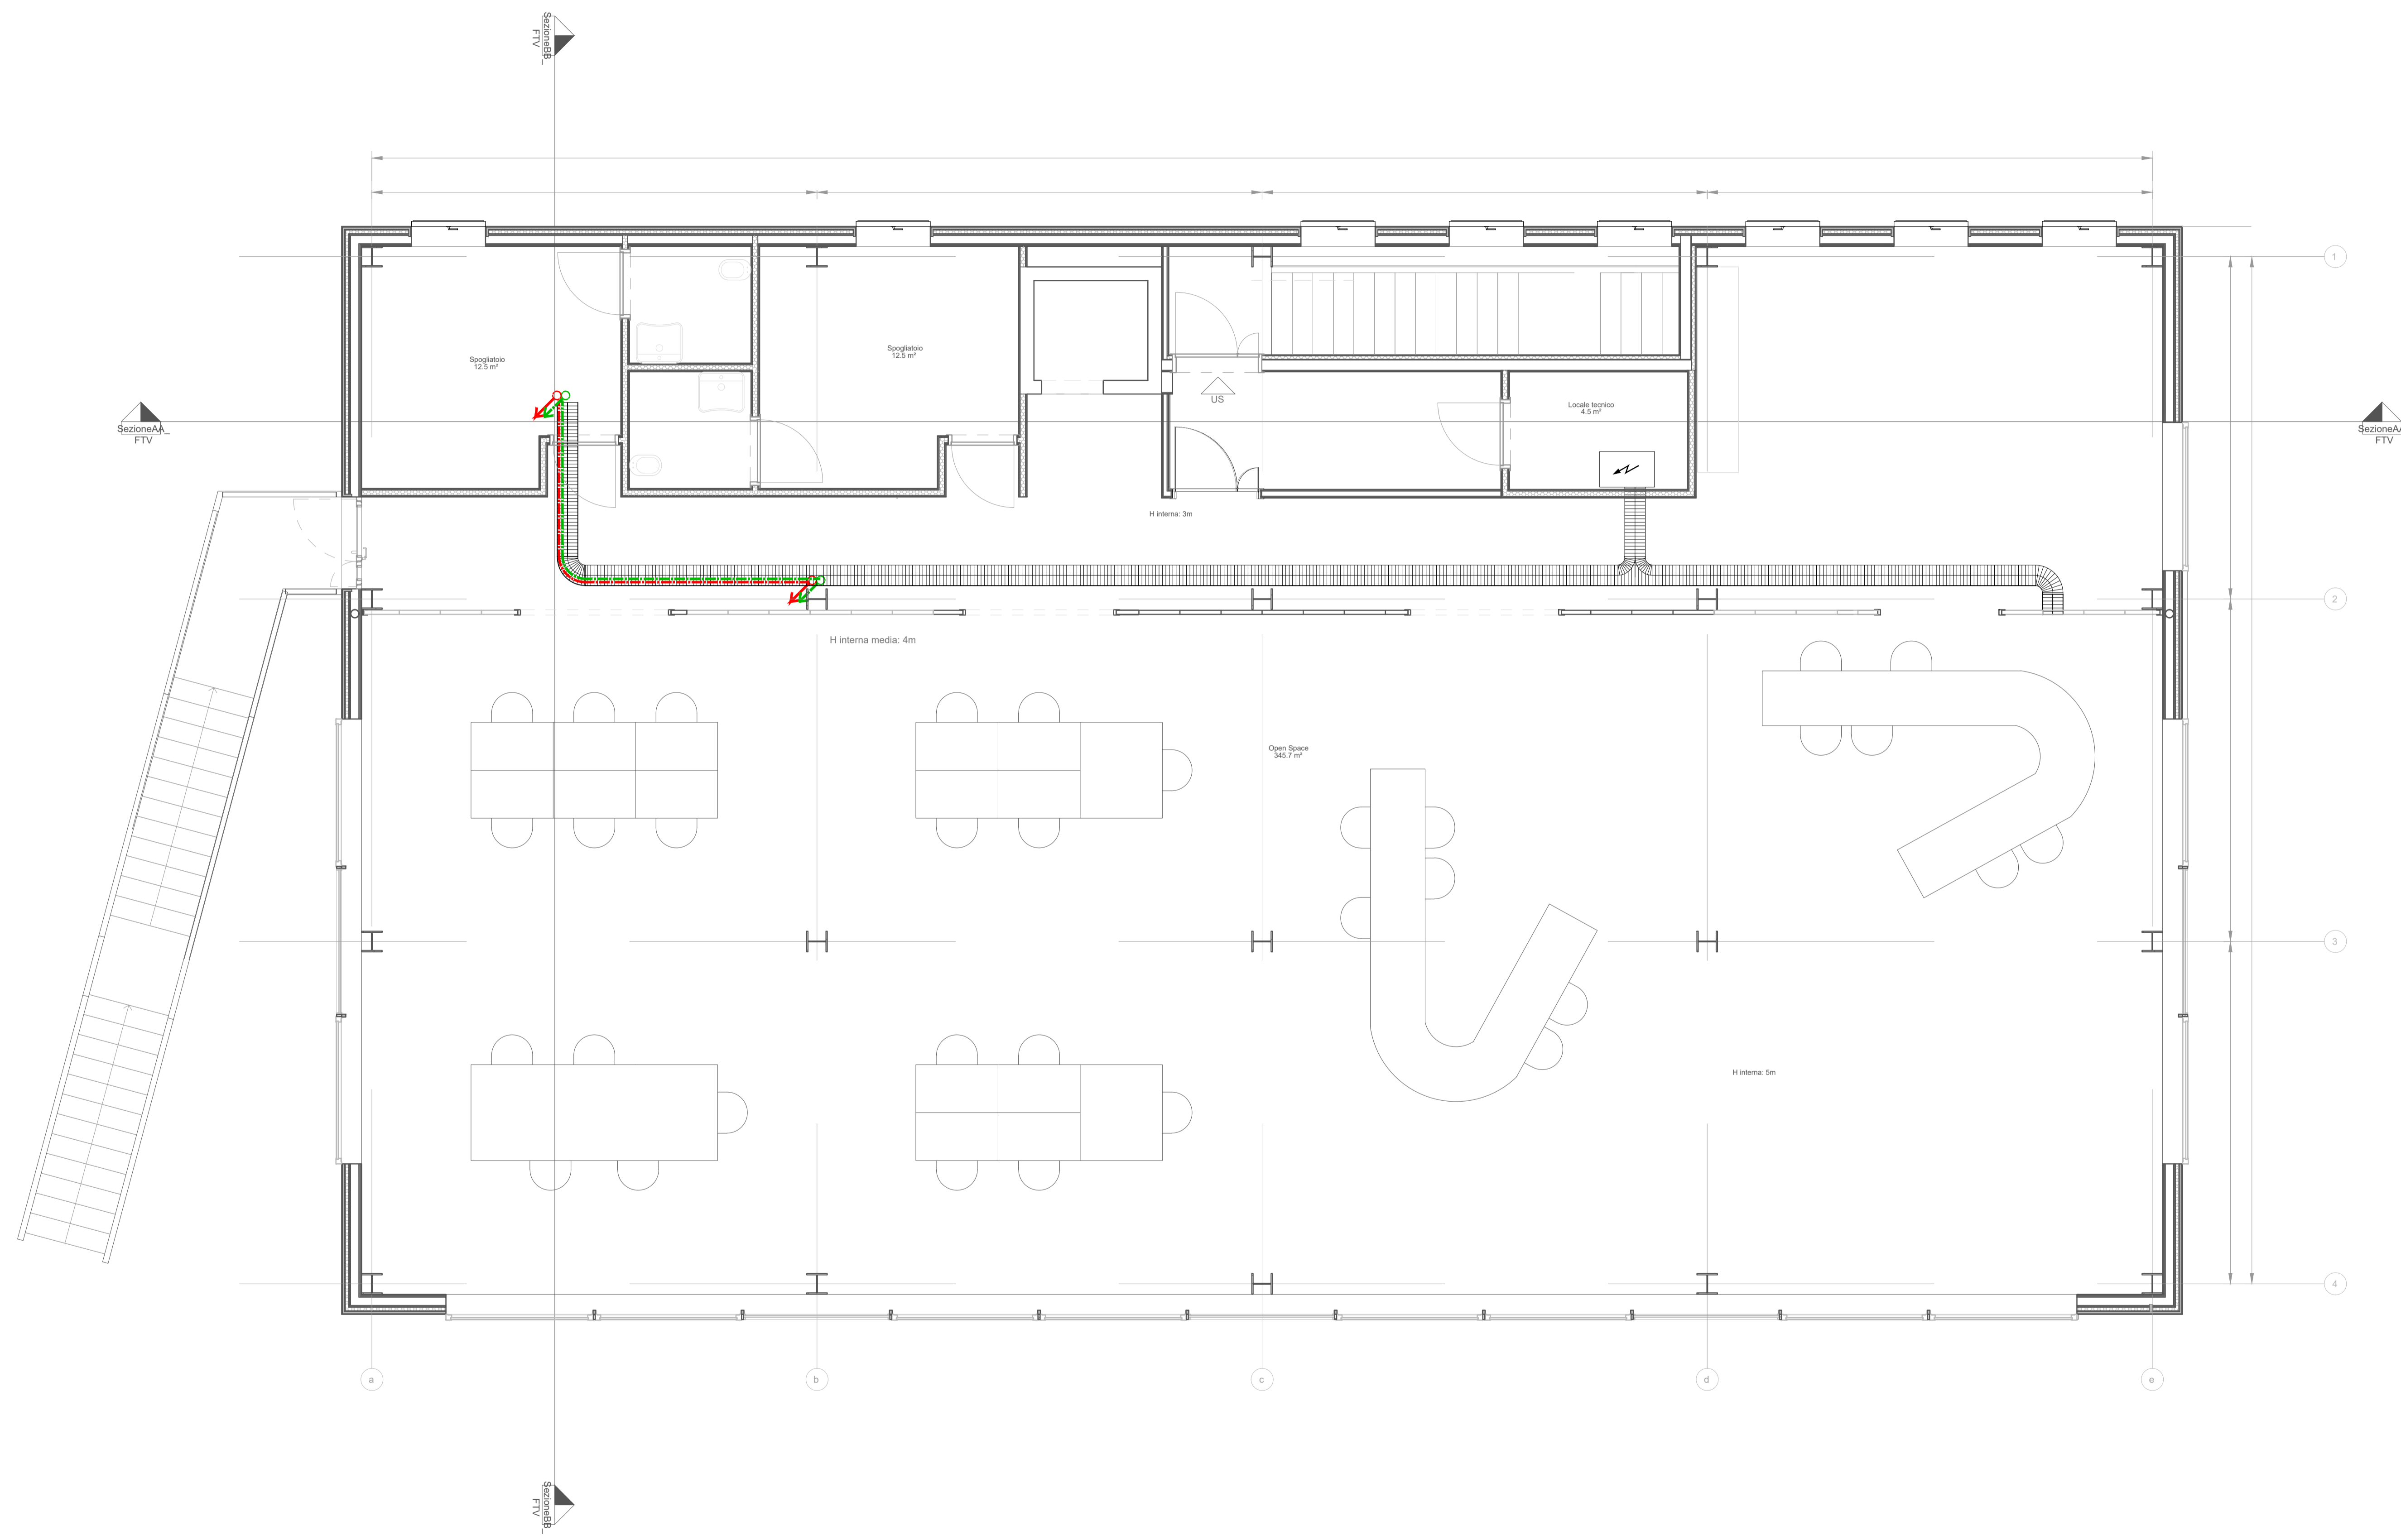 SezioneBB_
FTV
1
Spogliatoio
12.5 m²
Spogliatoio
12.5 m²
US
Locale tecnico
4.5 m²
SezioneAA_
FTV
SezioneAA
FTV
H interna: 3m
2
H interna media: 4m
Open Space
345.7 m²
3
H interna: 5m
4
a
b
c
d
e
SezioneBB_
FTV